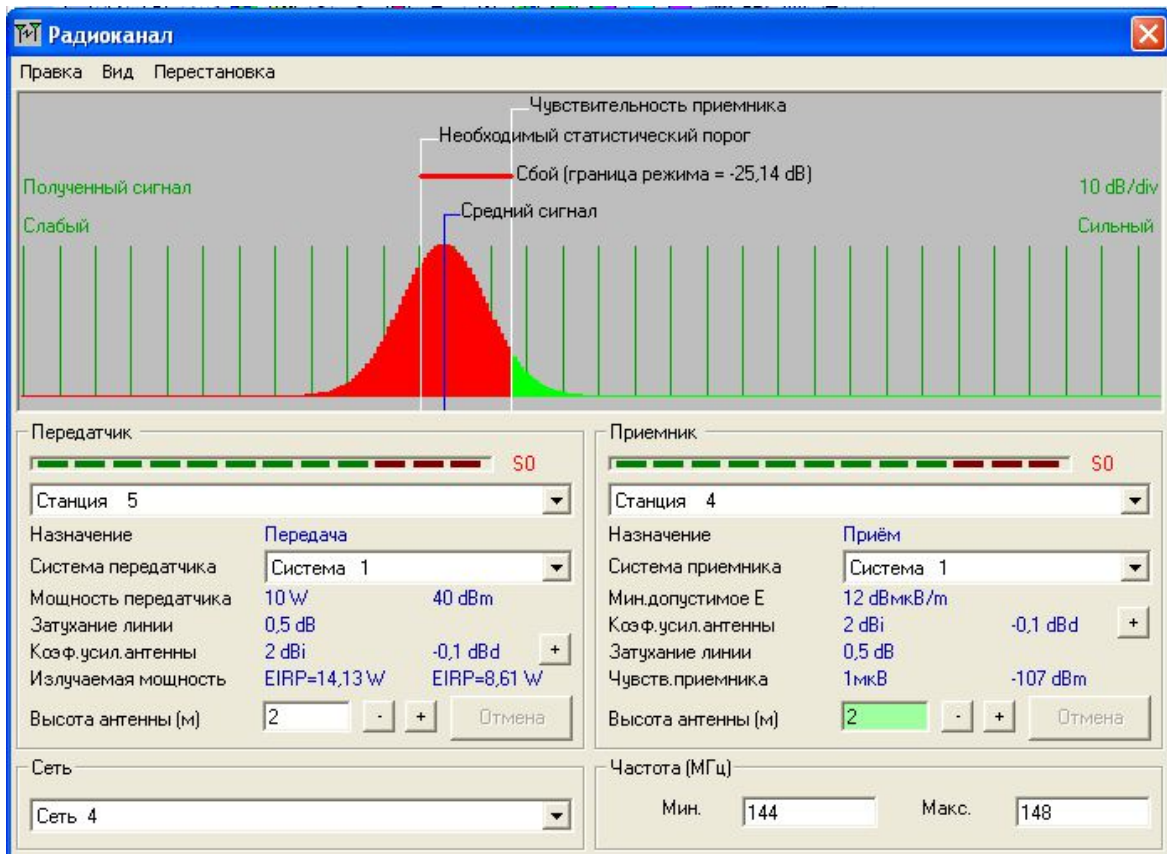 Радиоканал
Правка Вид Перестановка
Чувствительность приемника
Необходимый статистический порог
Сбой (граница режима = -25,14 dB)
Полученный сигнал 10 dB/div
Средний сигнал
Слабый Сильный
Передатчик
S0
Станция 5
Назначение Передача
Система передатчика Система 1
Мощность передатчика 10 W 40 dBm
Затухание линии 0,5 dB
Коэф.усил.антенны 2 dBi -0,1 dBd +
Излучаемая мощность EIRP=14,13 W EIRP=8,61 W
Высота антенны (м) 2 - + Отмена
Приемник
S0
Станция 4
Назначение Приём
Система приемника Система 1
Мин.допустимое E 12 dBмкВ/m
Коэф.усил.антенны 2 dBi -0,1 dBd +
Затухание линии 0,5 dB
Чувств.приемника 1мкВ -107 dBm
Высота антенны (м) 2 - + Отмена
Сеть
Сеть 4
Частота (МГц)
Мин. 144 Макс. 148